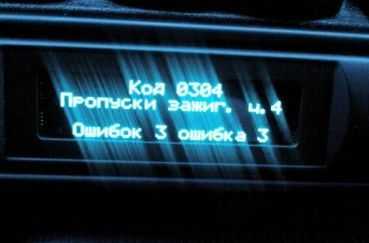 Код 0304
Пропуски зажиг. ц.4
Ошибок 3 ошибка 3